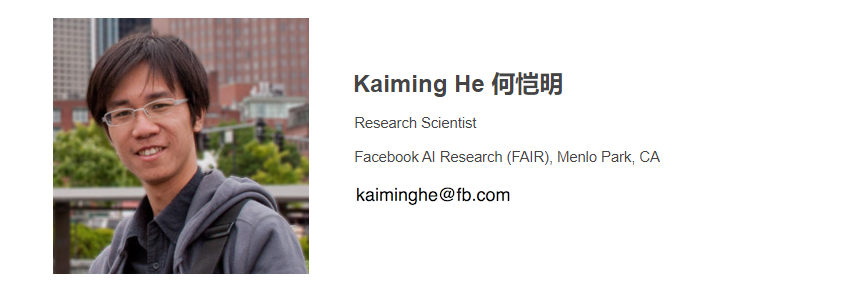 Kaiming He 何恺明
Research Scientist
Facebook AI Research (FAIR), Menlo Park, CA
kaiminghe@fb.com